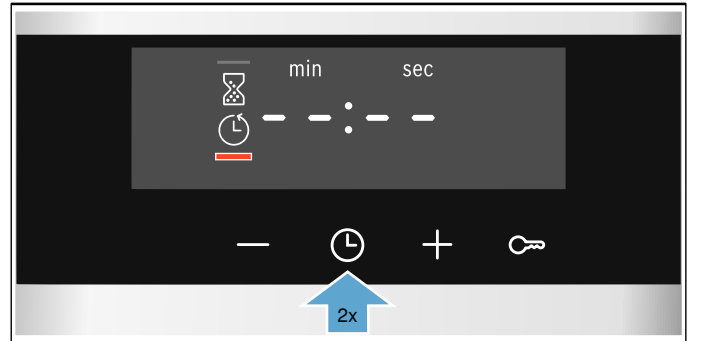 min sec
– – : – –
2x